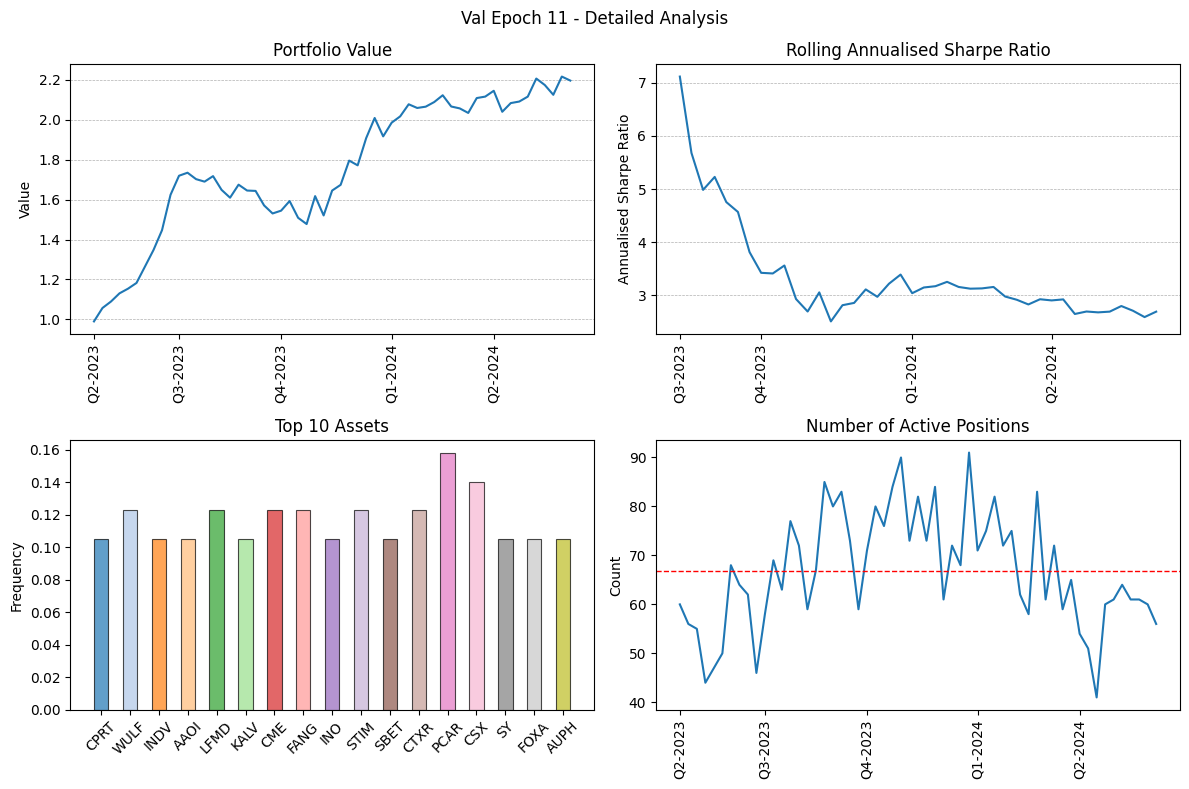 Val Epoch 11 - Detailed Analysis
Portfolio Value
Value
2.2
2.0
1.8
1.6
1.4
1.2
1.0
Q2-2023
Q3-2023
Q4-2023
Q1-2024
Q2-2024
Rolling Annualised Sharpe Ratio
Annualised Sharpe Ratio
7
6
5
4
3
Q3-2023
Q4-2023
Q1-2024
Q2-2024
Top 10 Assets
Frequency
0.16
0.14
0.12
0.10
0.08
0.06
0.04
0.02
0.00
CPRT
WULF
INDV
AAOI
LFMD
KALV
CME
FANG
INO
STIM
SBET
CTXR
PCAR
CSX
SY
FOXA
AUPH
Number of Active Positions
Count
90
80
70
60
50
40
Q2-2023
Q3-2023
Q4-2023
Q1-2024
Q2-2024